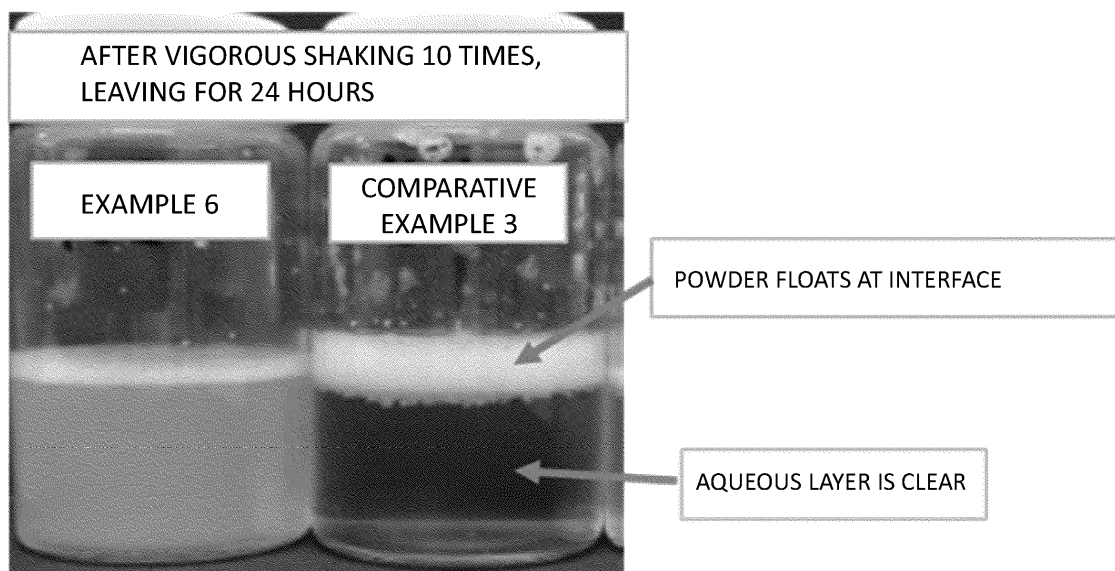 AFTER VIGOROUS SHAKING 10 TIMES,
LEAVING FOR 24 HOURS
EXAMPLE 6
COMPARATIVE
EXAMPLE 3
POWDER FLOATS AT INTERFACE
AQUEOUS LAYER IS CLEAR